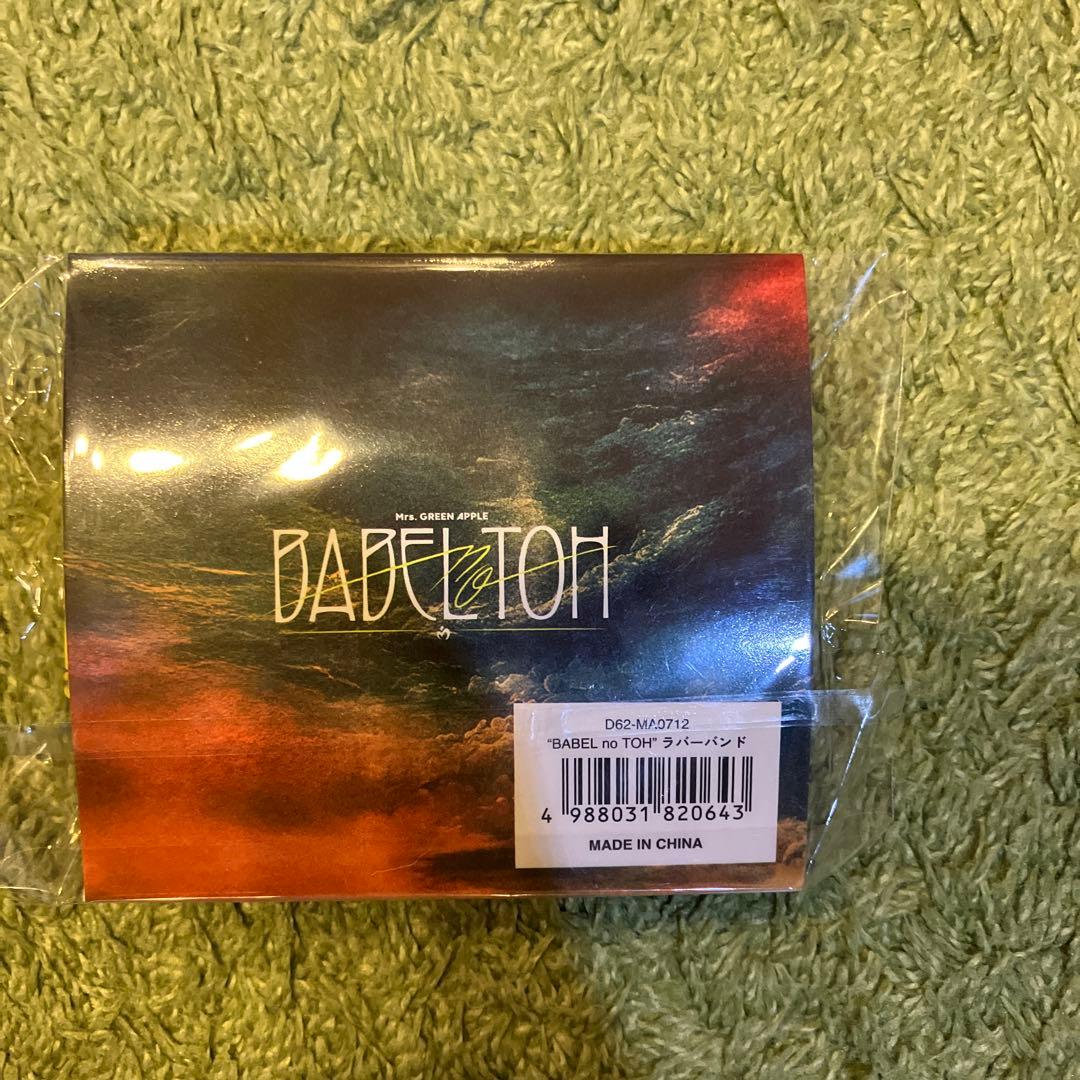 Mrs. GREEN APPLE
BABEL no TOH
D62-MA0712
“BABEL no TOH” ラバーバンド
4 988031 820643
MADE IN CHINA